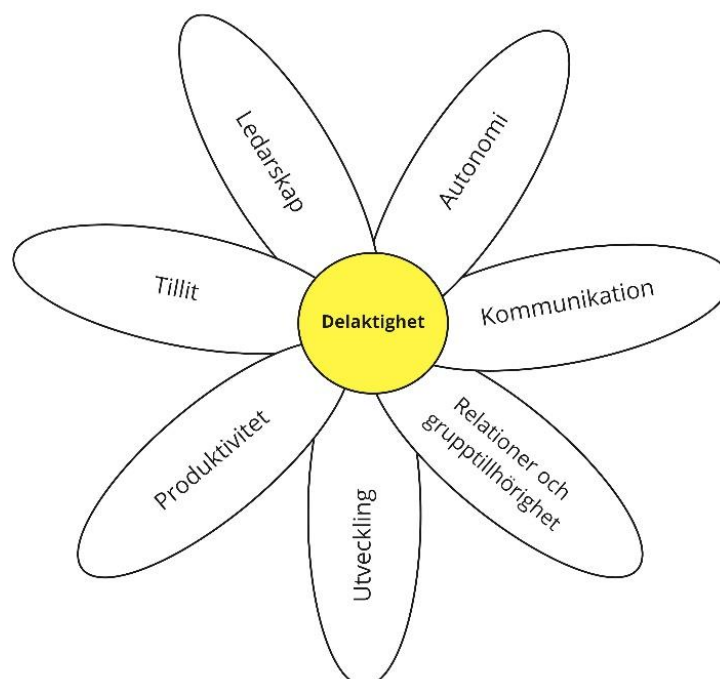 Ledarskap
Autonomi
Tillit
Delaktighet
Kommunikation
Produktivitet
Utveckling
Relationer och
grupptillhörighet